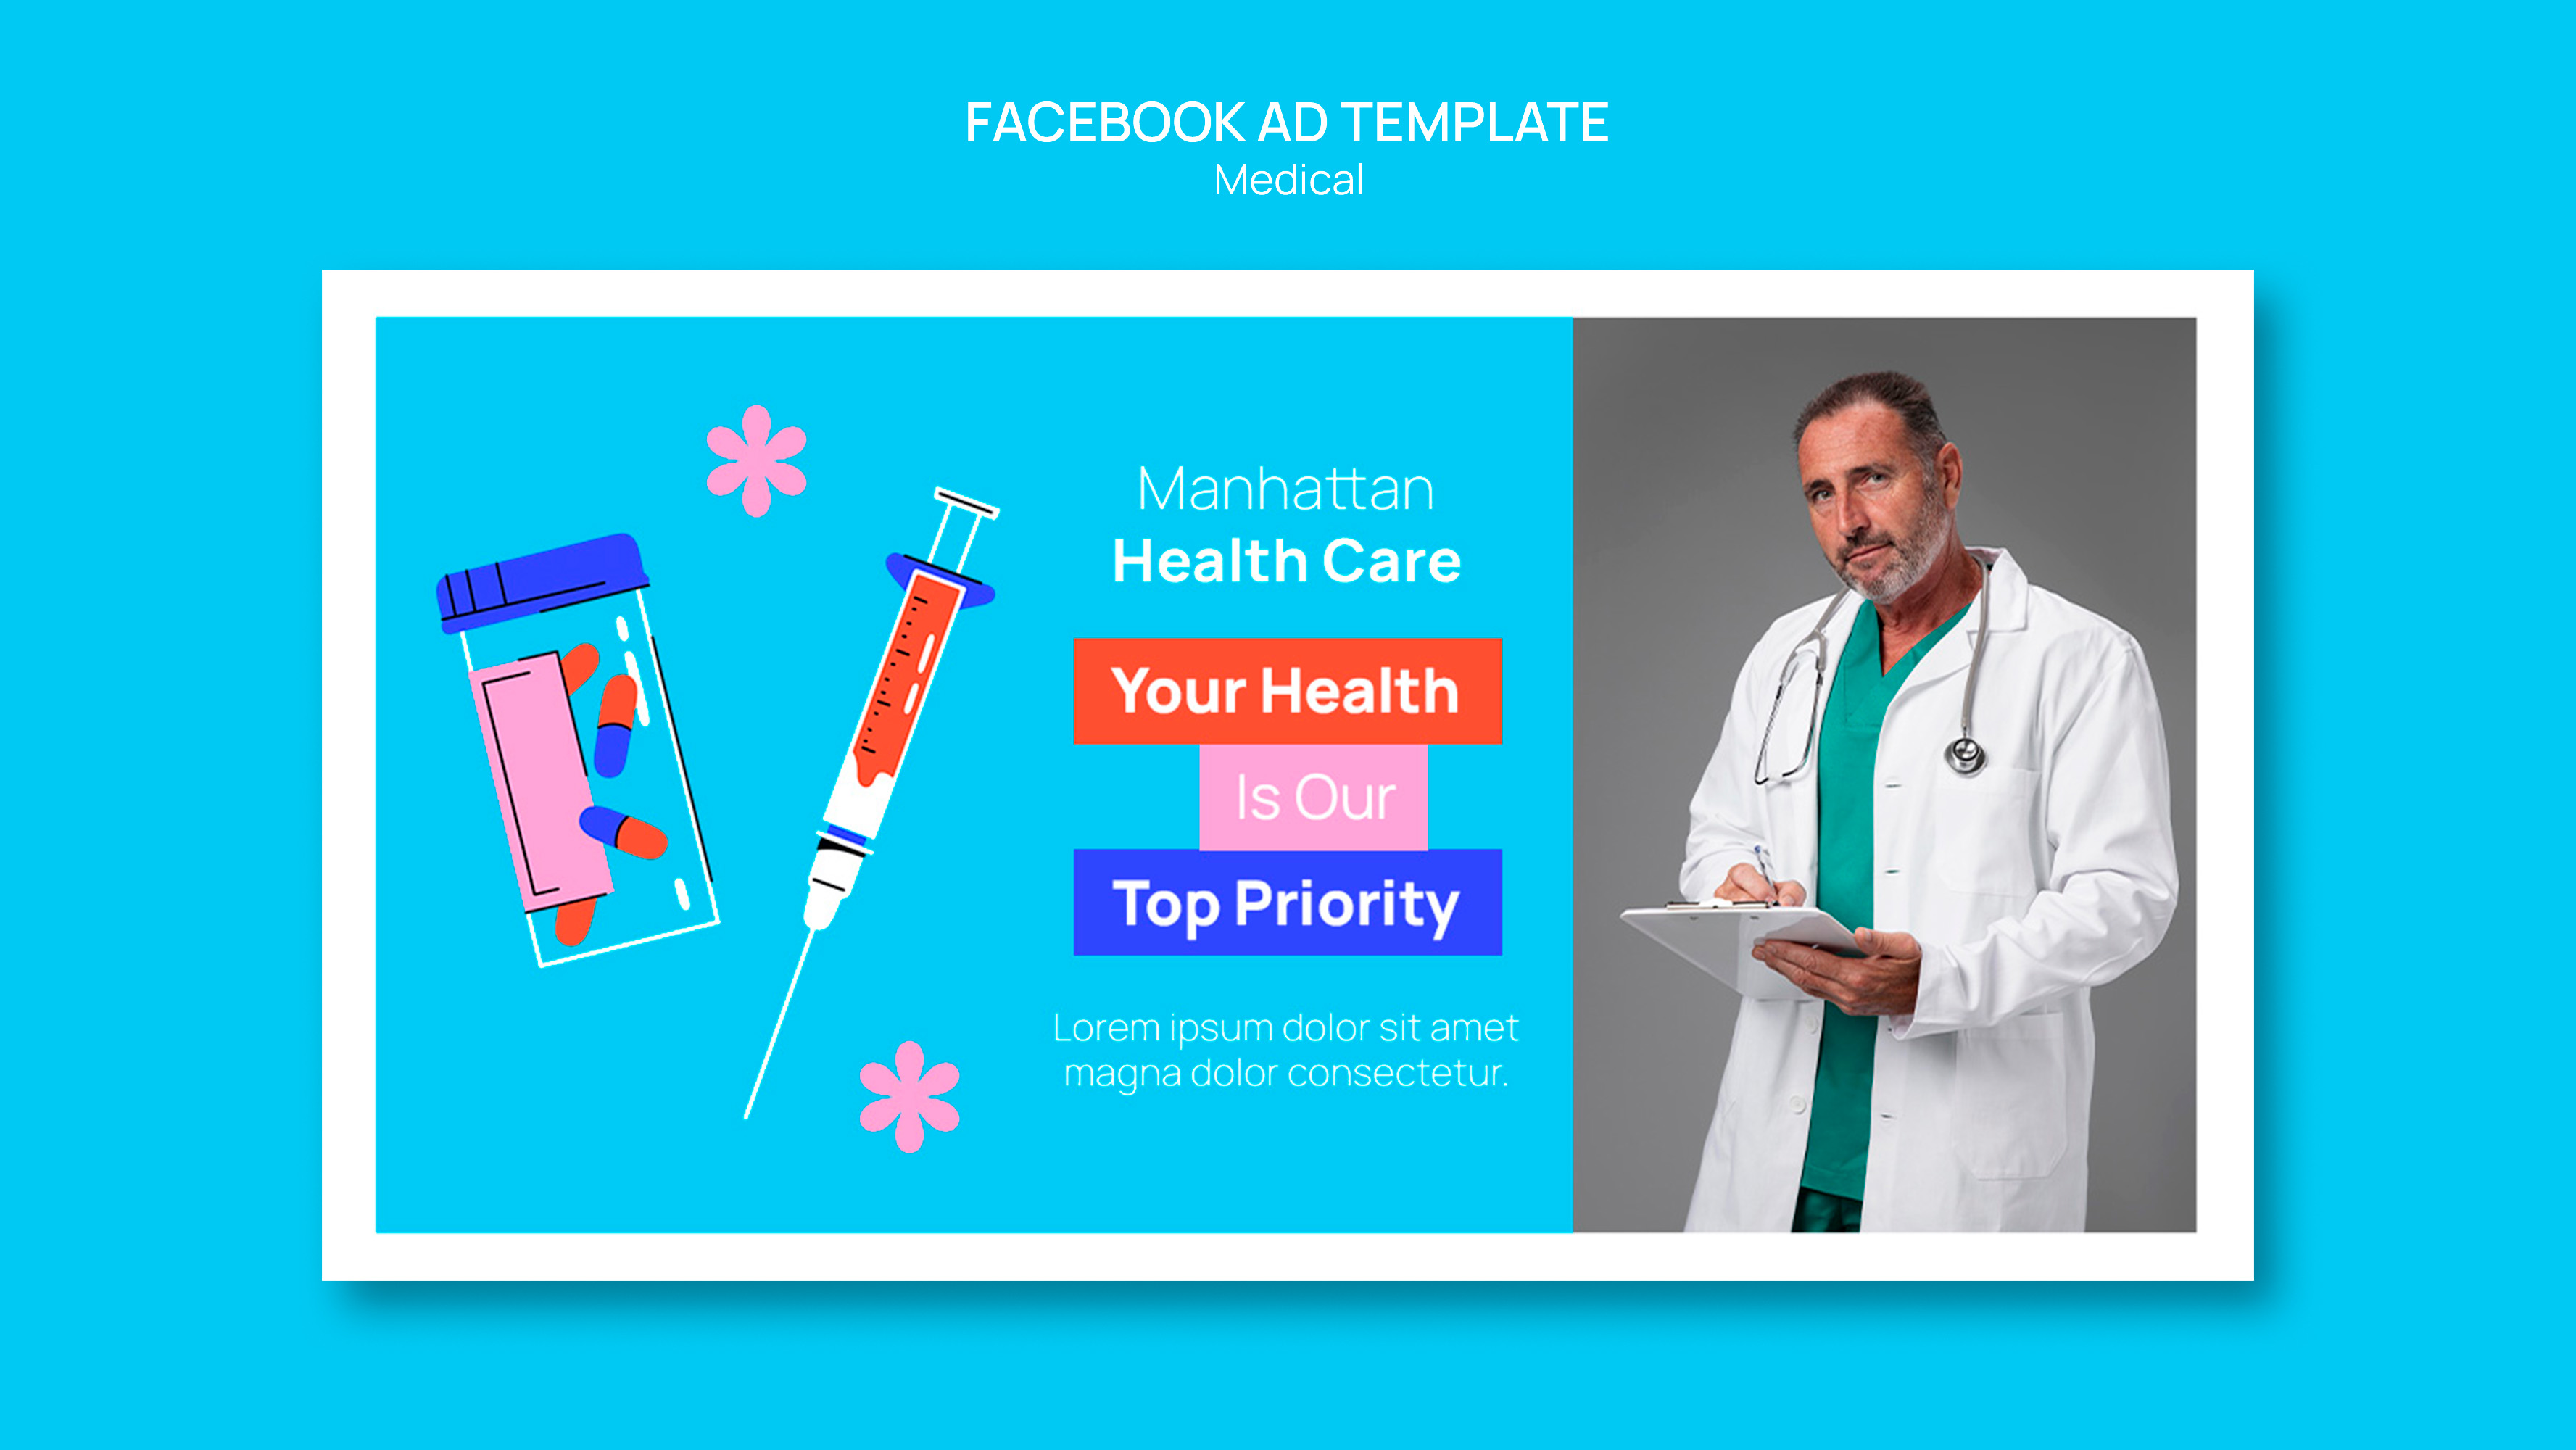 FACEBOOK AD TEMPLATE
Medical
Manhattan
Health Care
Your Health
Is Our
Top Priority
Lorem ipsum dolor sit amet
magna dolor consectetur.